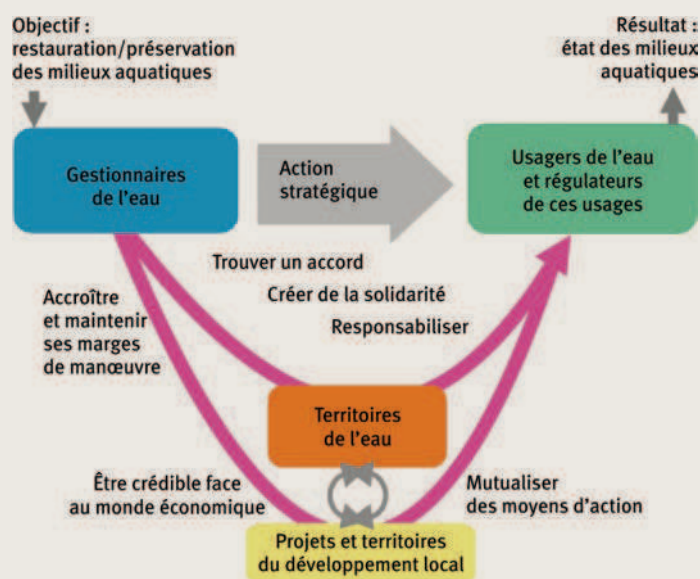 Objectif :
restauration/préservation
des milieux aquatiques
Résultat :
état des milieux
aquatiques
Gestionnaires
de l'eau
Action
stratégique
Usagers de l'eau
et régulateurs
de ces usages
Trouver un accord
Créer de la solidarité
Responsabiliser
Accroître
et maintenir
ses marges
de manœuvre
Territoires
de l'eau
Être crédible face
au monde économique
Mutualiser
des moyens d'action
Projets et territoires
du développement local